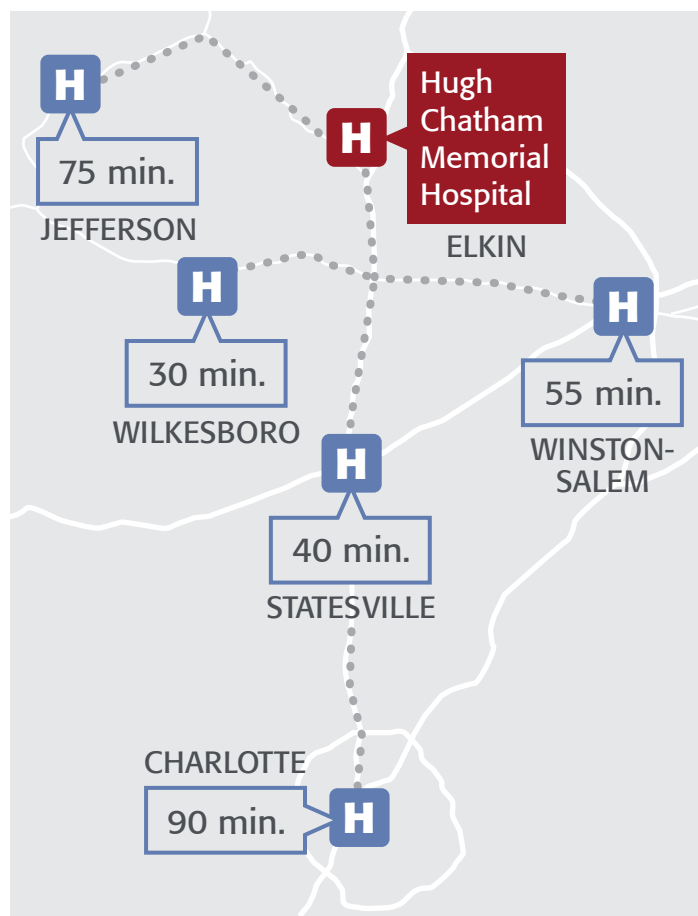 H
75 min.
JEFFERSON
H
Hugh
Chatham
Memorial
Hospital
ELKIN
H
30 min.
WILKESBORO
H
55 min.
WINSTON-
SALEM
H
40 min.
STATESVILLE
CHARLOTTE
90 min.
H